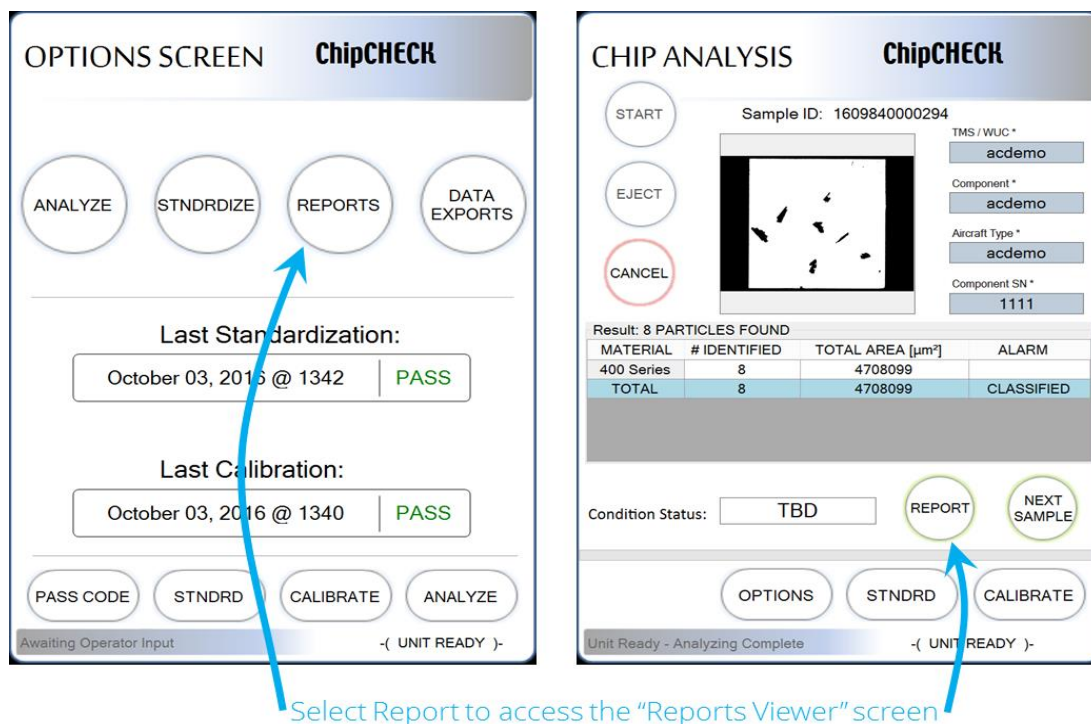 OPTIONS SCREEN ChipCHECK
ANALYZE
STNDRDIZE
REPORTS
DATA
EXPORTS
Last Standardization:
October 03, 2016 @ 1342 PASS
Last Calibration:
October 03, 2016 @ 1340 PASS
PASS CODE STNDRD CALIBRATE ANALYZE
Awaiting Operator Input -( UNIT READY )-
CHIP ANALYSIS ChipCHECK
START
EJECT
CANCEL
Sample ID: 1609840000294
TMS / WUC *
acdemo
Component *
acdemo
Aircraft Type *
acdemo
Component SN *
1111
Result: 8 PARTICLES FOUND
MATERIAL # IDENTIFIED TOTAL AREA [µm²] ALARM
400 Series 8 4708099
TOTAL 8 4708099 CLASSIFIED
Condition Status: TBD
REPORT
NEXT
SAMPLE
OPTIONS STNDRD CALIBRATE
Unit Ready - Analyzing Complete -( UNIT READY )-
Select Report to access the “Reports Viewer” screen